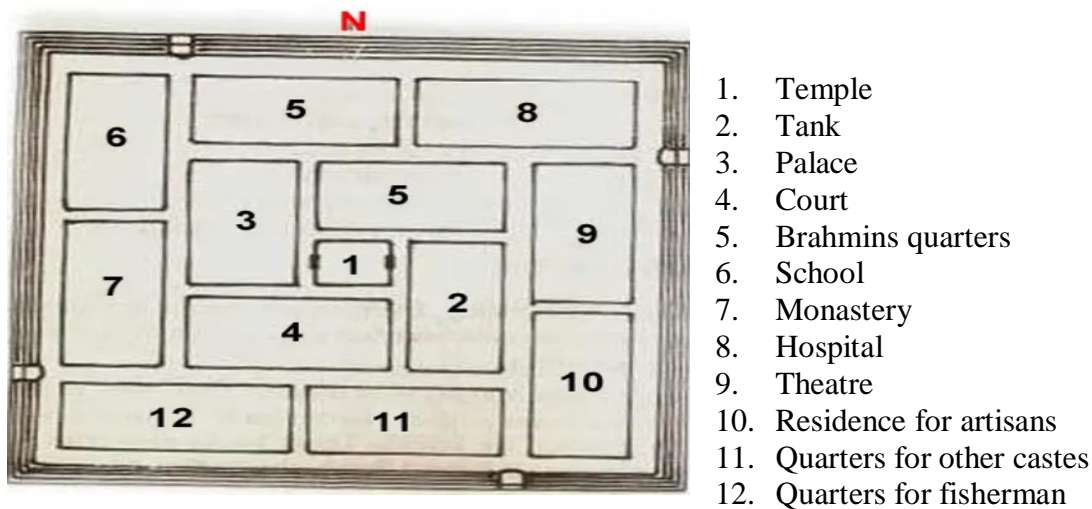 N
5
8
6
5
3
9
1
7
2
4
10
12
11
1. Temple
2. Tank
3. Palace
4. Court
5. Brahmins quarters
6. School
7. Monastery
8. Hospital
9. Theatre
10. Residence for artisans
11. Quarters for other castes
12. Quarters for fisherman